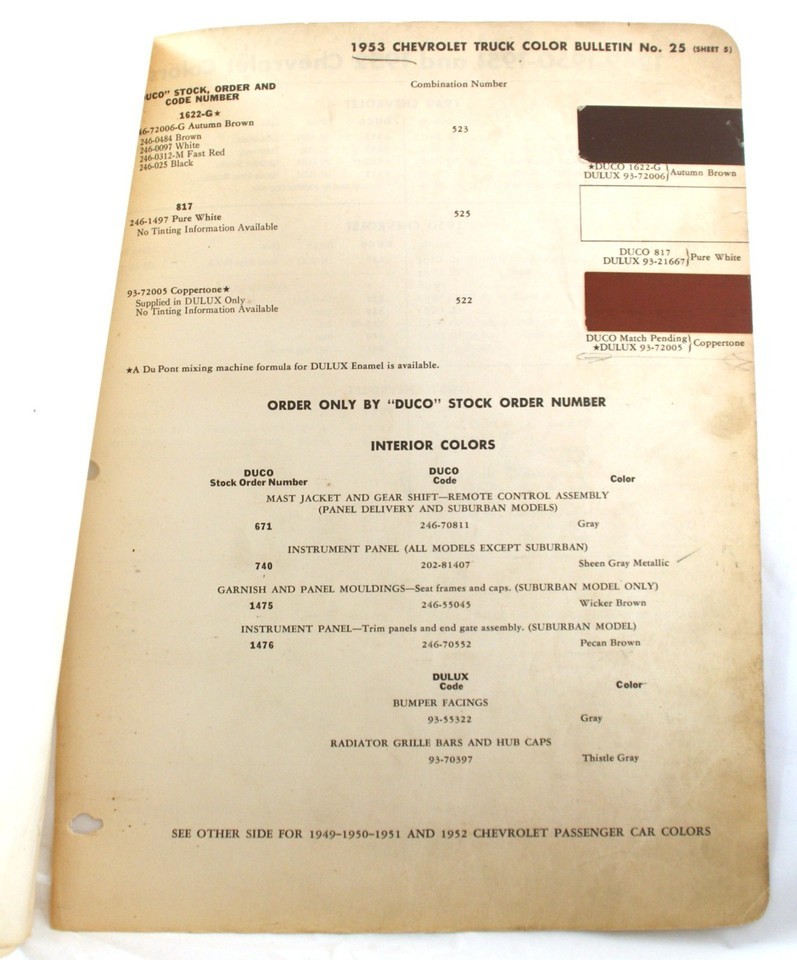 1953 CHEVROLET TRUCK COLOR BULLETIN No. 25 (SHEET 5)
UCO" STOCK, ORDER AND
CODE NUMBER
Combination Number
1622-G★
46-72006-G Autumn Brown
246-0484 Brown
246-0097 White
246-0312-M Fast Red
246-025 Black
523
★DUCO 1622-G
DULUX 93-72006} Autumn Brown
817
246-1497 Pure White
No Tinting Information Available
525
DUCO 817
DULUX 93-21667} Pure White
93-72005 Coppertone★
Supplied in DULUX Only
No Tinting Information Available
522
DUCO Match Pending
★DULUX 93-72005} Coppertone
★A Du Pont mixing machine formula for DULUX Enamel is available.
ORDER ONLY BY "DUCO" STOCK ORDER NUMBER
INTERIOR COLORS
DUCO
Stock Order Number
DUCO
Code
Color
MAST JACKET AND GEAR SHIFT—REMOTE CONTROL ASSEMBLY
(PANEL DELIVERY AND SUBURBAN MODELS)
671 246-70811 Gray
INSTRUMENT PANEL (ALL MODELS EXCEPT SUBURBAN)
740 202-81407 Sheen Gray Metallic
GARNISH AND PANEL MOULDINGS—Seat frames and caps. (SUBURBAN MODEL ONLY)
1475 246-55045 Wicker Brown
INSTRUMENT PANEL—Trim panels and end gate assembly. (SUBURBAN MODEL)
1476 246-70552 Pecan Brown
DULUX
Code
Color
BUMPER FACINGS
93-55322 Gray
RADIATOR GRILLE BARS AND HUB CAPS
93-70397 Thistle Gray
SEE OTHER SIDE FOR 1949-1950-1951 AND 1952 CHEVROLET PASSENGER CAR COLORS